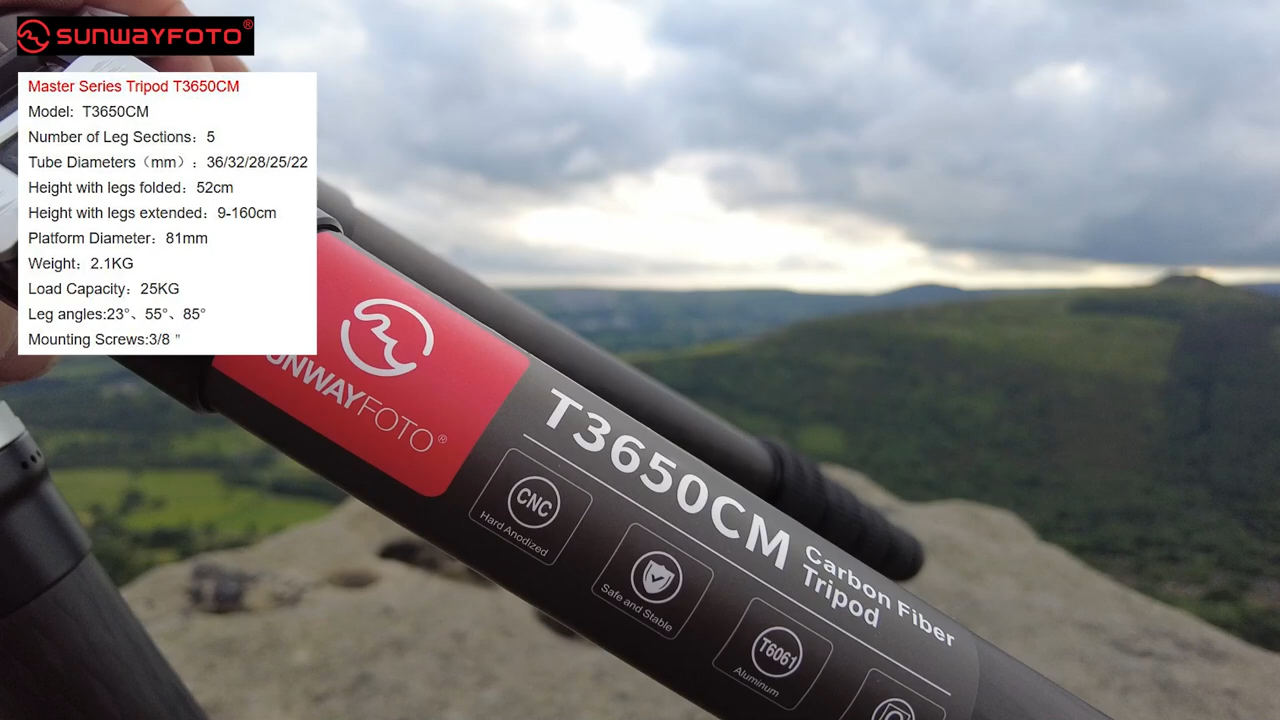 SUNWAYFOTO®
Master Series Tripod T3650CM
Model: T3650CM
Number of Leg Sections：5
Tube Diameters（mm）：36/32/28/25/22
Height with legs folded：52cm
Height with legs extended：9-160cm
Platform Diameter：81mm
Weight：2.1KG
Load Capacity：25KG
Leg angles:23°、55°、85°
Mounting Screws:3/8 "
SUNWAYFOTO®
T3650CM
Carbon Fiber
Tripod
CNC
Hard Anodized
Safe and Stable
T6061
Aluminum